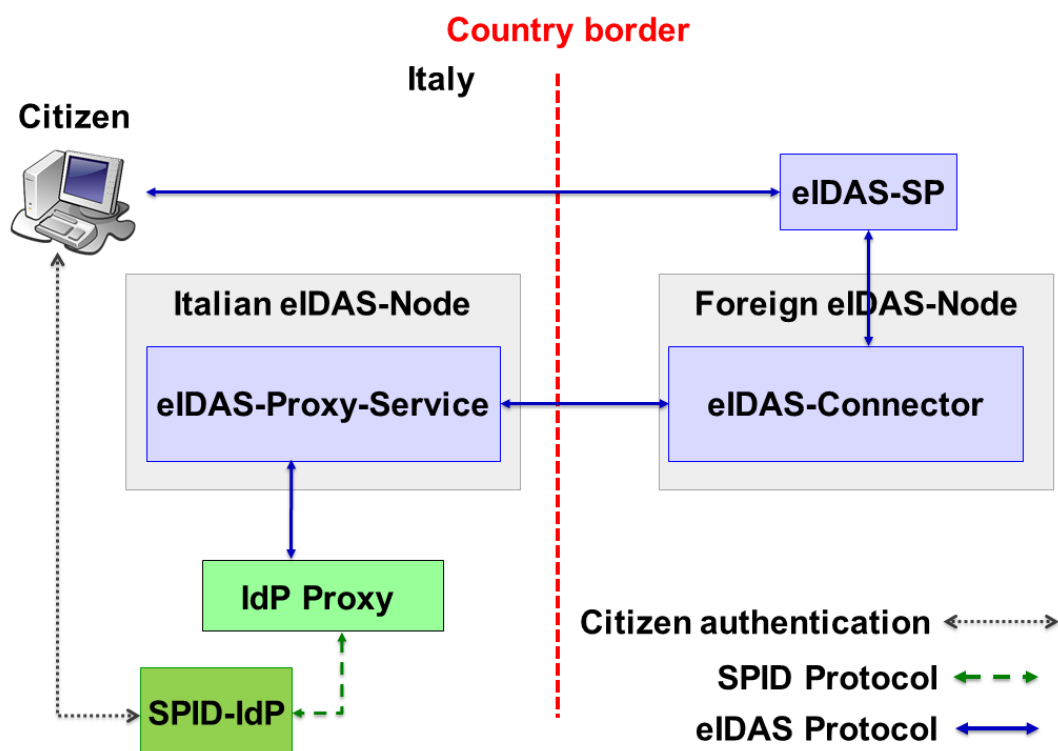 Country border
Italy
Citizen
eIDAS-SP
Italian eIDAS-Node
Foreign eIDAS-Node
eIDAS-Proxy-Service
eIDAS-Connector
IdP Proxy
Citizen authentication
SPID Protocol
SPID-IdP
eIDAS Protocol